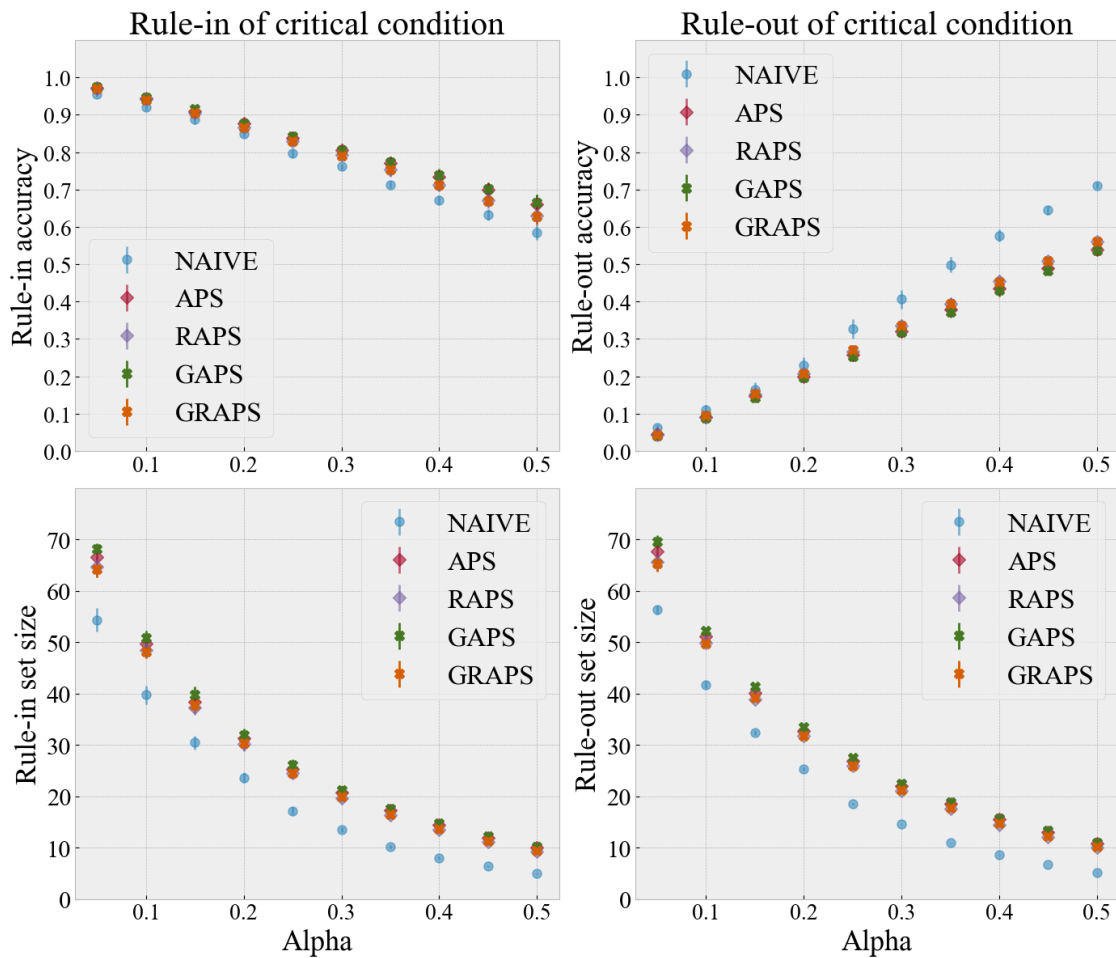 Rule-in of critical condition
Rule-in accuracy
1.0
0.9
0.8
0.7
0.6
0.5
0.4
0.3
0.2
0.1
0.0
NAIVE
APS
RAPS
GAPS
GRAPS
0.1 0.2 0.3 0.4 0.5
Rule-out of critical condition
Rule-out accuracy
1.0
0.9
0.8
0.7
0.6
0.5
0.4
0.3
0.2
0.1
0.0
NAIVE
APS
RAPS
GAPS
GRAPS
0.1 0.2 0.3 0.4 0.5
Rule-in set size
70
60
50
40
30
20
10
0
NAIVE
APS
RAPS
GAPS
GRAPS
0.1 0.2 0.3 0.4 0.5
Alpha
Rule-out set size
70
60
50
40
30
20
10
0
NAIVE
APS
RAPS
GAPS
GRAPS
0.1 0.2 0.3 0.4 0.5
Alpha